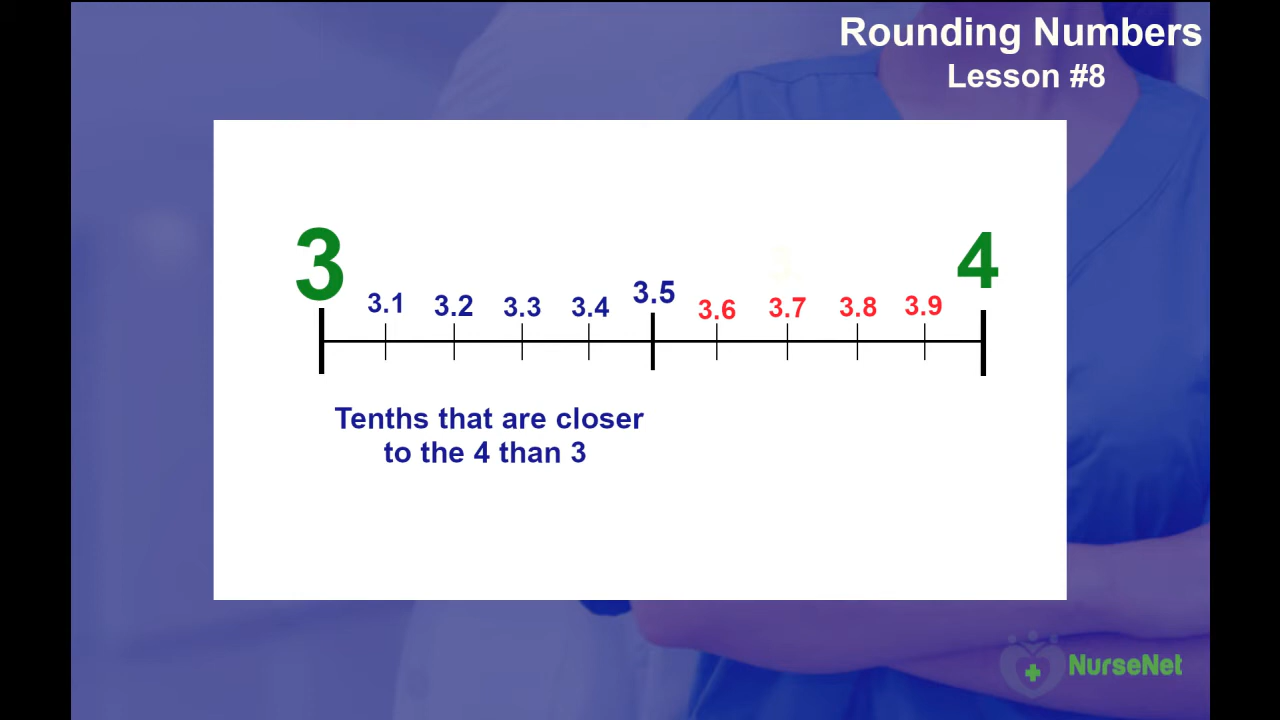 Rounding Numbers
Lesson #8
3 3.1 3.2 3.3 3.4 3.5 3.6 3.7 3.8 3.9 4
Tenths that are closer
to the 4 than 3
NurseNet